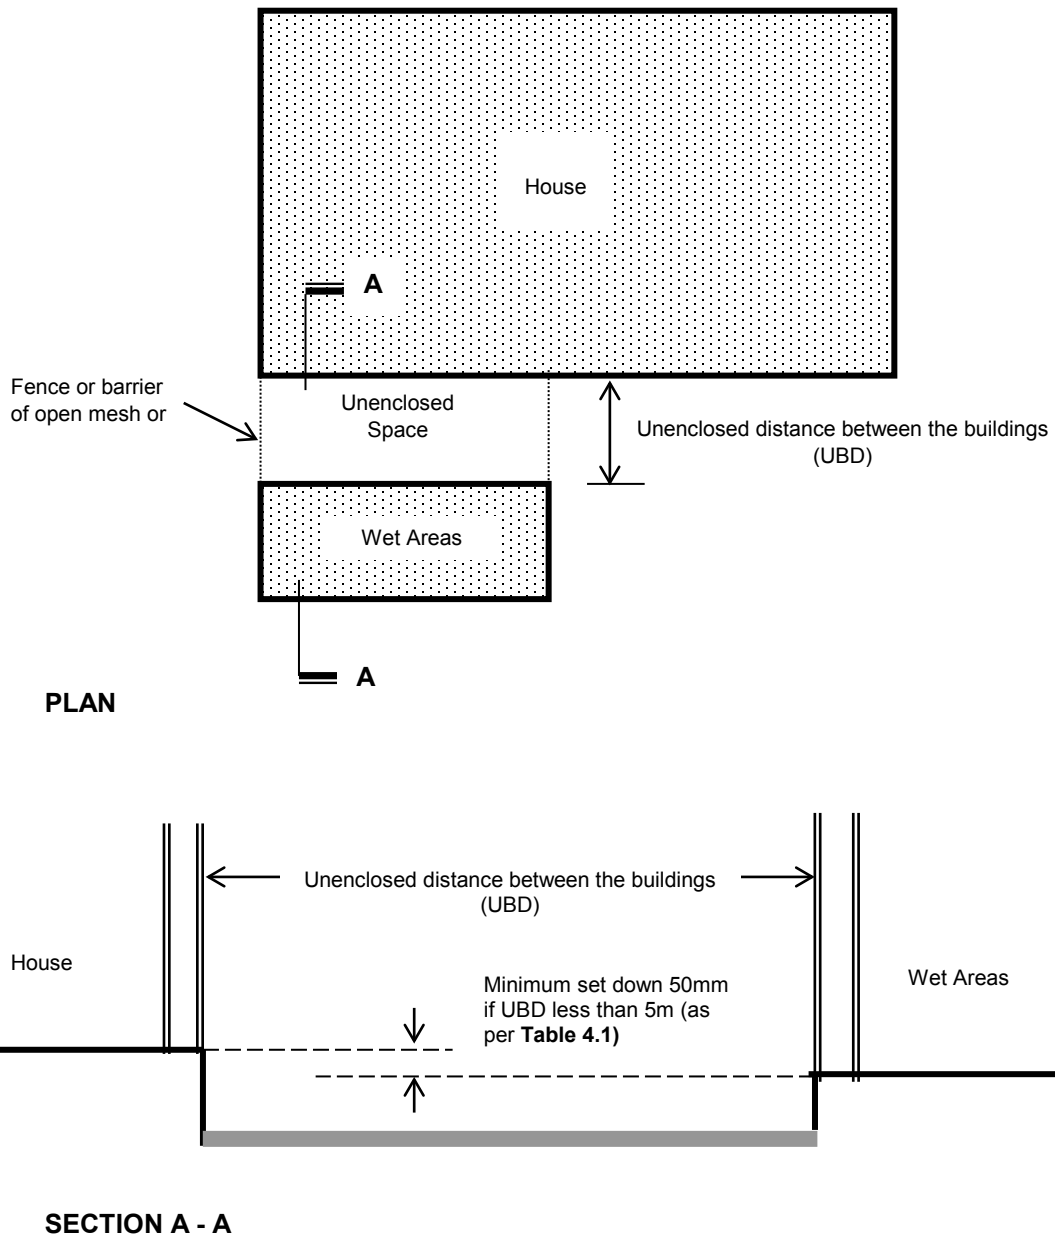 House
A
Fence or barrier
of open mesh or
Unenclosed
Space
Unenclosed distance between the buildings
(UBD)
Wet Areas
A
PLAN
Unenclosed distance between the buildings
(UBD)
House
Minimum set down 50mm
if UBD less than 5m (as
per Table 4.1)
Wet Areas
SECTION A - A